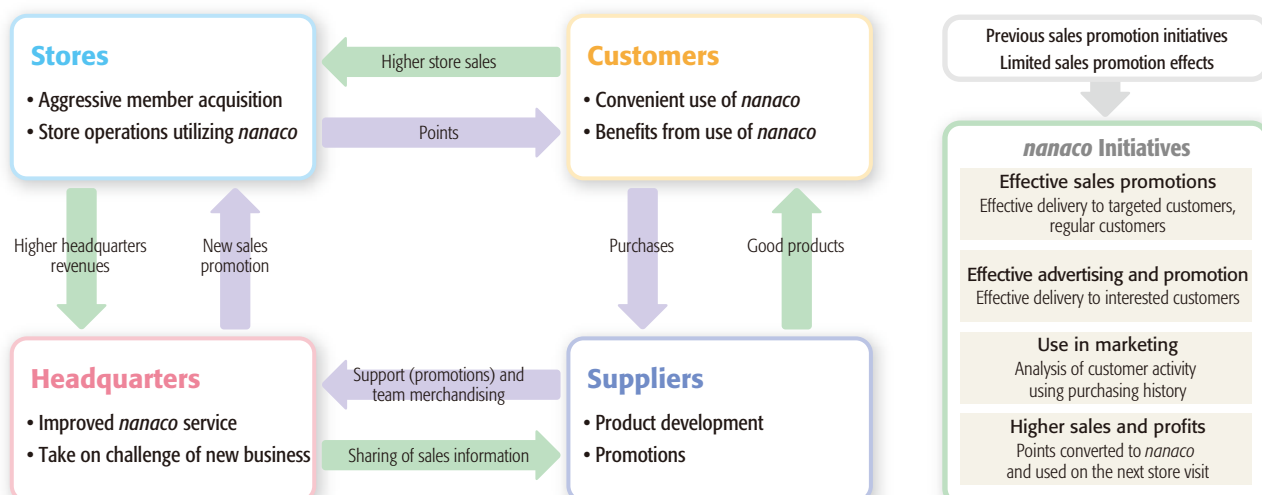 Stores
• Aggressive member acquisition
• Store operations utilizing nanaco
Higher store sales
Points
Customers
• Convenient use of nanaco
• Benefits from use of nanaco
Higher headquarters
revenues
New sales
promotion
Purchases
Good products
Headquarters
• Improved nanaco service
• Take on challenge of new business
Support (promotions) and
team merchandising
Sharing of sales information
Suppliers
• Product development
• Promotions
Previous sales promotion initiatives
Limited sales promotion effects
nanaco Initiatives
Effective sales promotions
Effective delivery to targeted customers,
regular customers
Effective advertising and promotion
Effective delivery to interested customers
Use in marketing
Analysis of customer activity
using purchasing history
Higher sales and profits
Points converted to nanaco
and used on the next store visit